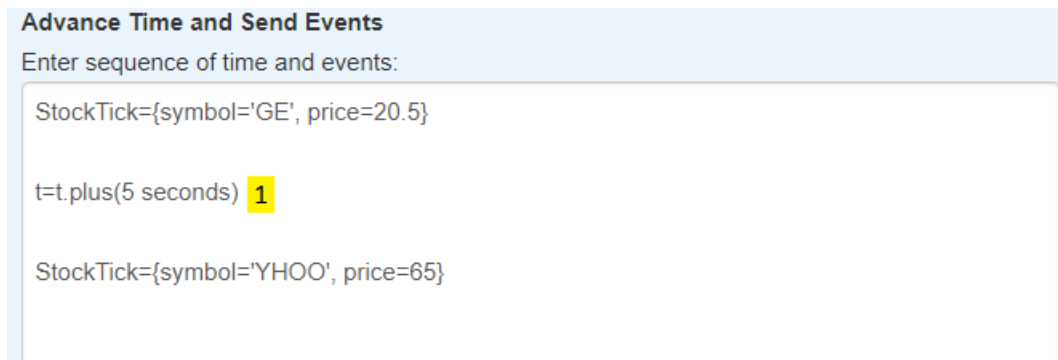 Advance Time and Send Events
Enter sequence of time and events:
StockTick={symbol='GE', price=20.5}
t=t.plus(5 seconds) 1
StockTick={symbol='YHOO', price=65}